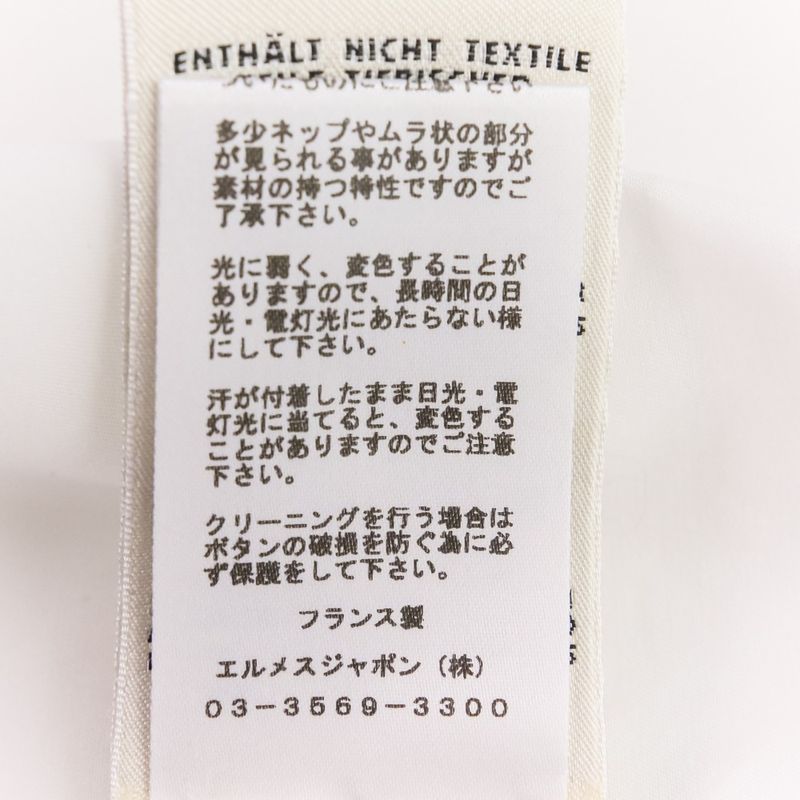 ENTHÄLT NICHT TEXTILE
ご注意下さい
多少ネップやムラ状の部分
が見られる事がありますが
素材の持つ特性ですのでご
了承下さい。
光に弱く、変色することが
ありますので、長時間の日
光・電灯光にあたらない様
にして下さい。
汗が付着したまま日光・電
灯光に当てると、変色する
ことがありますのでご注意
下さい。
クリーニングを行う場合は
ボタンの破損を防ぐ為に必
ず保護をして下さい。
フランス製
エルメスジャポン（株）
03-3569-3300